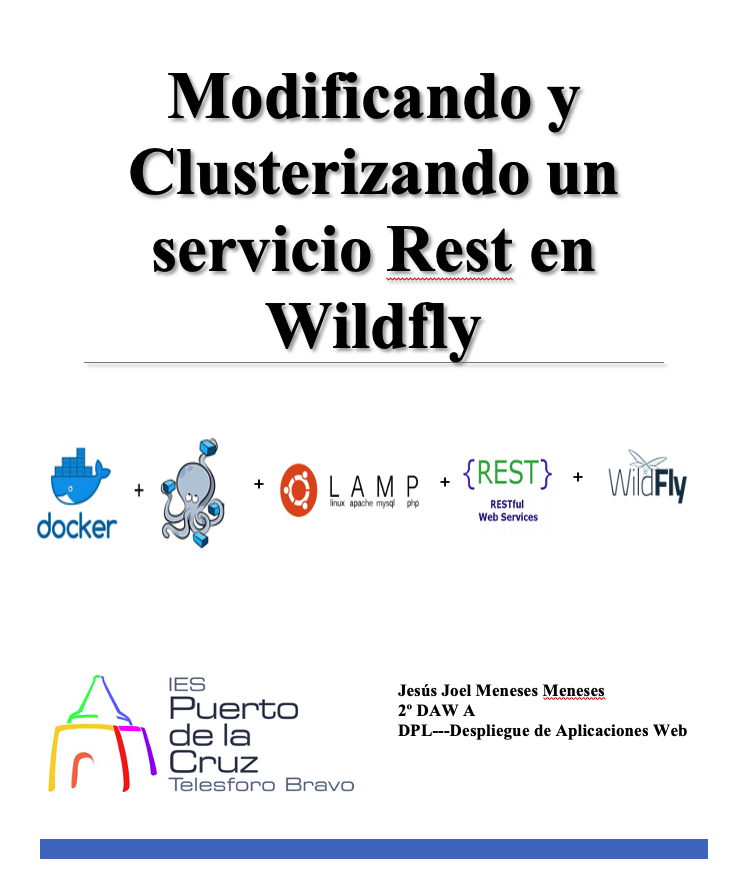 Modificando y
Clusterizando un
servicio Rest en
Wildfly
docker + + LAMP + {REST} + WildFly
linux apache mysql php
RESTful
Web Services
IES
Puerto
de la
Cruz
Telesforo Bravo
Jesús Joel Meneses Meneses
2º DAW A
DPL---Despliegue de Aplicaciones Web